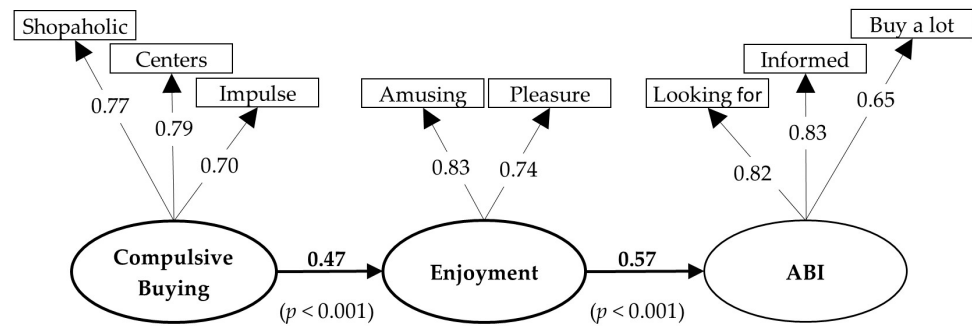 Shopaholic
Buy a lot
Centers
Informed
Impulse
Amusing
Pleasure
Looking for
0.77
0.79
0.70
0.83
0.74
0.82
0.83
0.65
Compulsive
Buying
0.47
(p < 0.001)
Enjoyment
0.57
(p < 0.001)
ABI